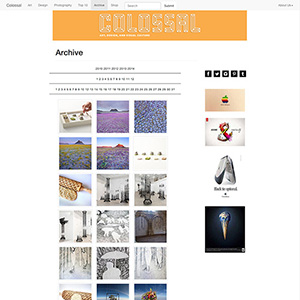 Colossal Art Design Photography Top 10 Archive Shop Search Submit About Us
COLOSSAL
ART, DESIGN, AND VISUAL CULTURE
Archive
2010 2011 2012 2013 2014
1 2 3 4 5 6 7 8 9 10 11 12
1 2 3 4 5 6 7 8 9 10 11 12 13 14 15 16 17 18 19 20 21 22 23 24 25 26 27 28 29 30 31